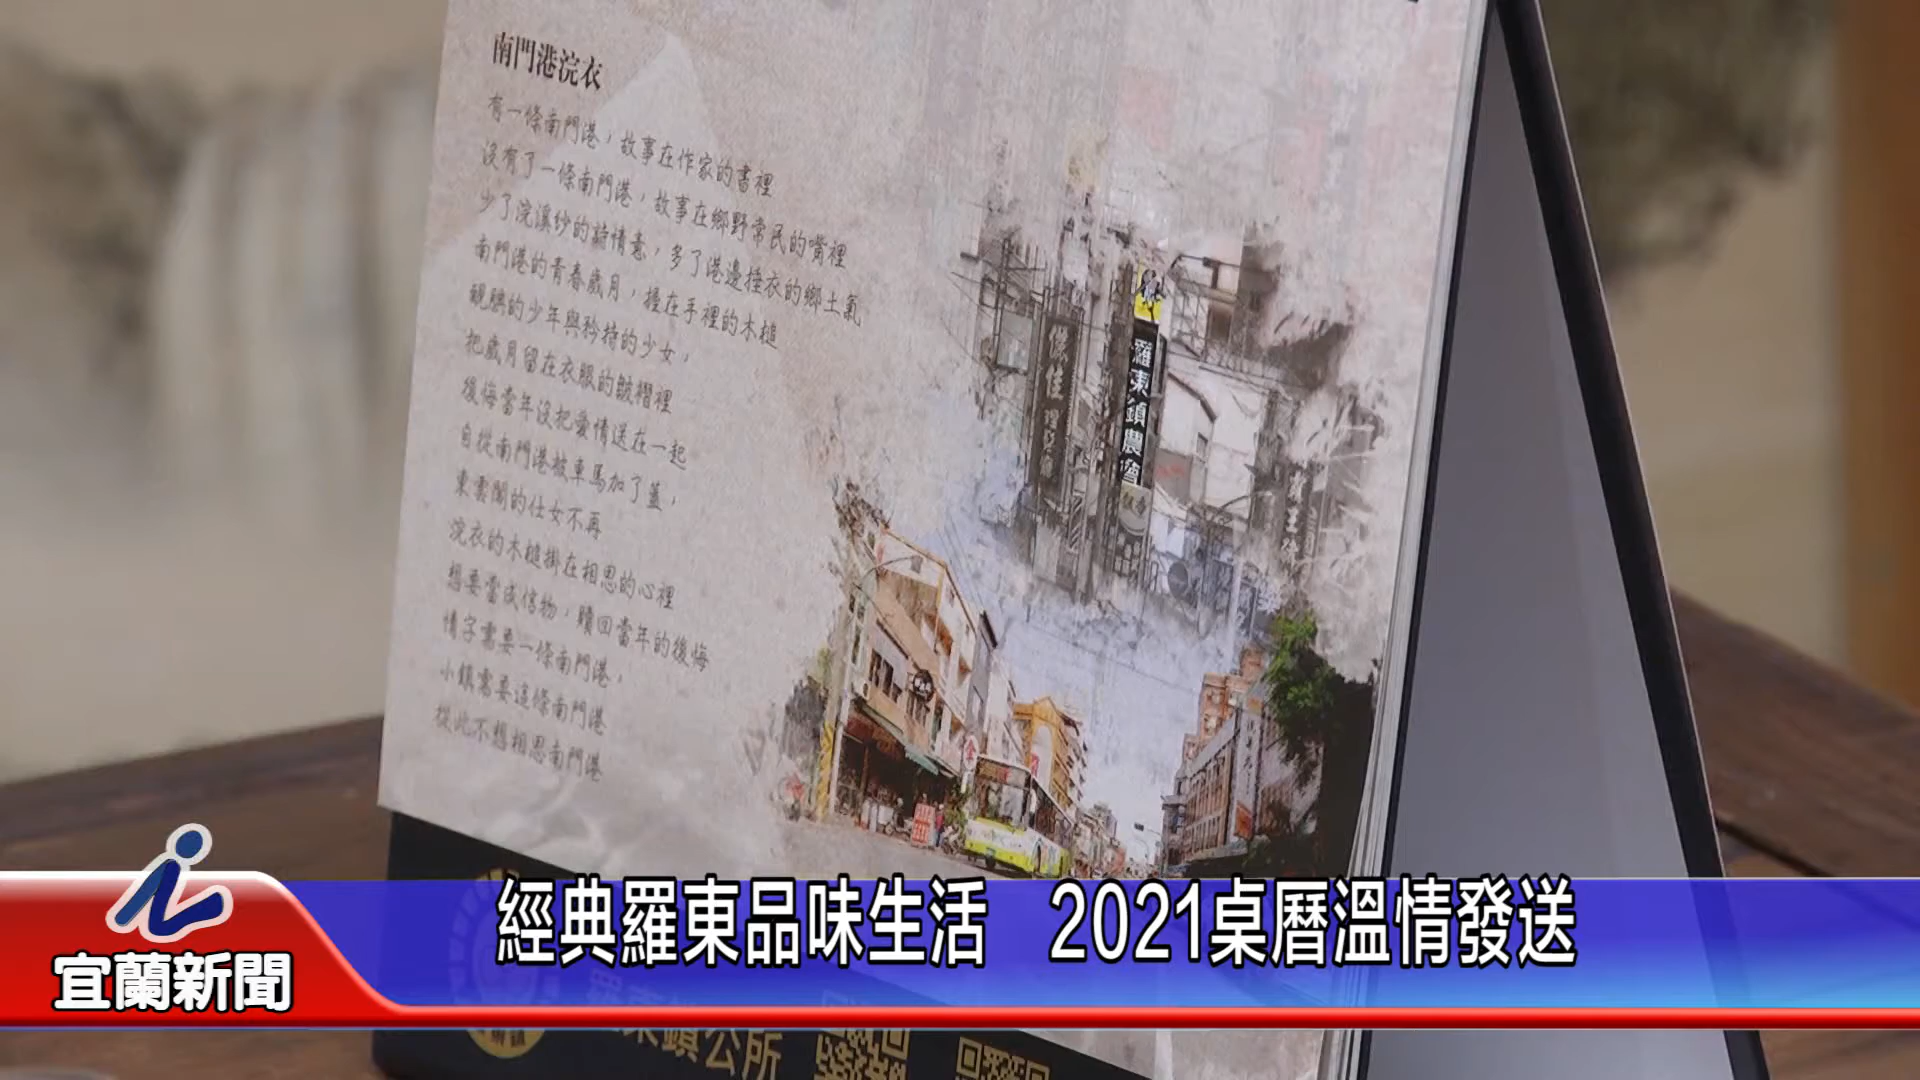 南門港浣衣
有一條南門港，故事在作家的書裡
沒有了一條南門港，故事在鄉野常民的嘴裡
少了浣溪紗的詩情意，多了港邊捶衣的鄉土氣
南門港的青春歲月，握在手裡的木槌
靦腆的少年與矜持的少女，
把歲月留在衣服的皺褶裡
後悔當年沒把愛情送在一起
自從南門港被車馬加了蓋，
東雲閣的仕女不再
浣衣的木槌掛在相思的心裡
想要當成信物，贖回當年的後悔
情字需要一條南門港，
小鎮需要這條南門港
從此不想相思南門港
羅東鎮農會
經典羅東品味生活 2021桌曆溫情發送
宜蘭新聞
東鎮公所